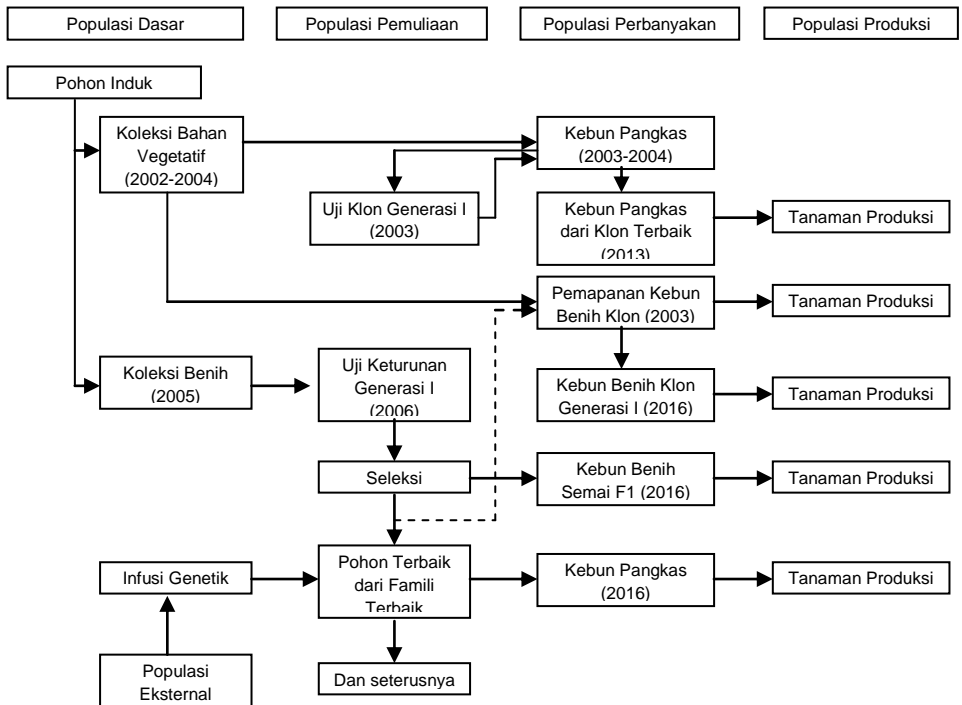 Populasi Dasar
Populasi Pemuliaan
Populasi Perbanyakan
Populasi Produksi
Pohon Induk
Koleksi Bahan
Vegetatif
(2002-2004)
Kebun Pangkas
(2003-2004)
Uji Klon Generasi I
(2003)
Kebun Pangkas
dari Klon Terbaik
(2013)
Tanaman Produksi
Pemapanan Kebun
Benih Klon (2003)
Tanaman Produksi
Koleksi Benih
(2005)
Uji Keturunan
Generasi I
(2006)
Kebun Benih Klon
Generasi I (2016)
Tanaman Produksi
Seleksi
Kebun Benih
Semai F1 (2016)
Tanaman Produksi
Infusi Genetik
Pohon Terbaik
dari Famili
Terbaik
Kebun Pangkas
(2016)
Tanaman Produksi
Populasi
Eksternal
Dan seterusnya